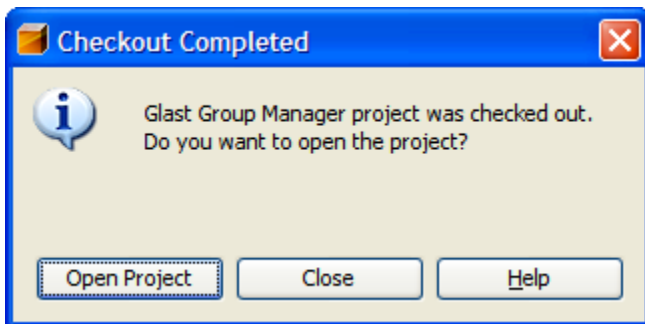 Checkout Completed
Glast Group Manager project was checked out.
Do you want to open the project?
Open Project Close Help